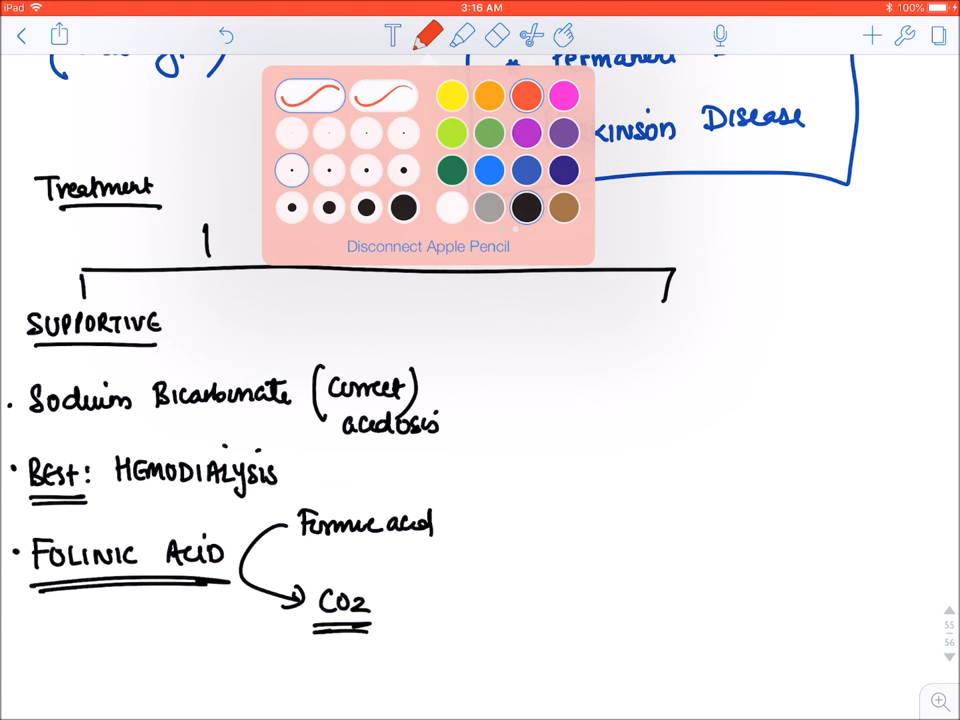 iPad 3:16 AM 100%
Permanent
KINSON Disease
Disconnect Apple Pencil
Treatment
SUPPORTIVE
• Sodium Bicarbonate (correct
acidosis)
• BEST: HEMODIALYSIS
• FOLINIC ACID
Formic acid
CO2
55
56